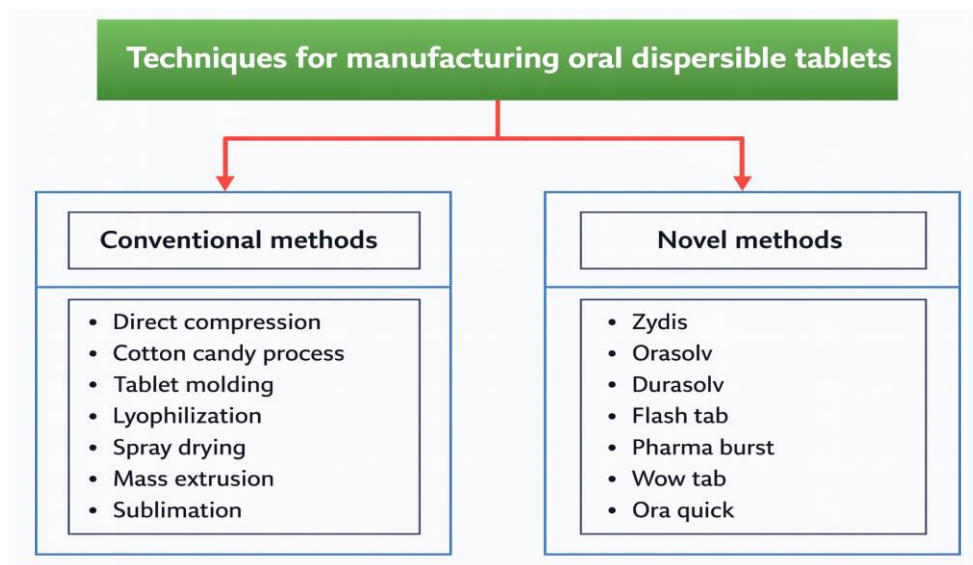 Techniques for manufacturing oral dispersible tablets
Conventional methods
• Direct compression
• Cotton candy process
• Tablet molding
• Lyophilization
• Spray drying
• Mass extrusion
• Sublimation
Novel methods
• Zydis
• Orasolv
• Durasolv
• Flash tab
• Pharma burst
• Wow tab
• Ora quick